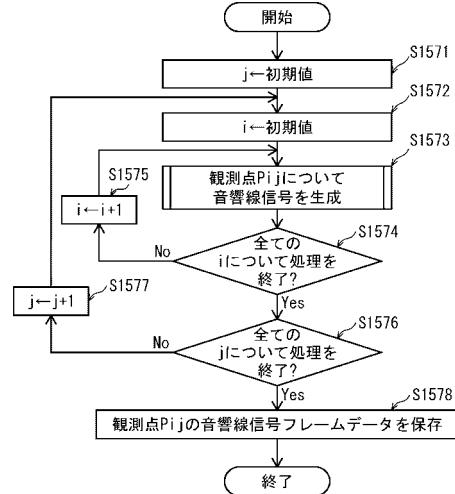 開始
S1571
j←初期値
S1572
i←初期値
S1573
観測点Pijについて
音響線信号を生成
S1575
i←i+1
S1574
全ての
iについて処理を
終了?
No
Yes
S1577
j←j+1
S1576
全ての
jについて処理を
終了?
No
Yes
S1578
観測点Pijの音響線信号フレームデータを保存
終了